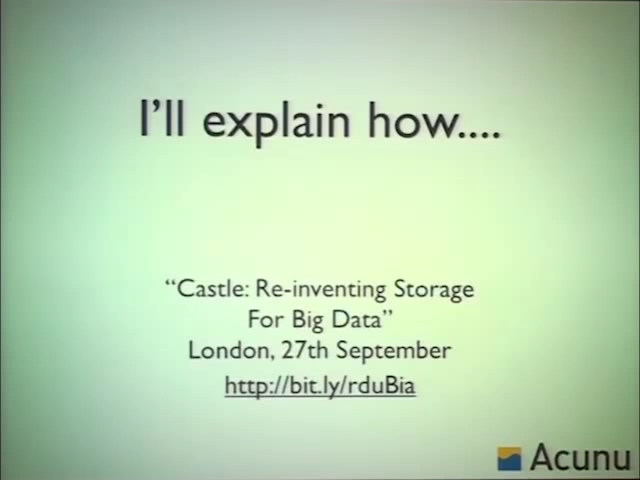 I'll explain how....
“Castle: Re-inventing Storage
For Big Data”
London, 27th September
http://bit.ly/rduBia
Acunu